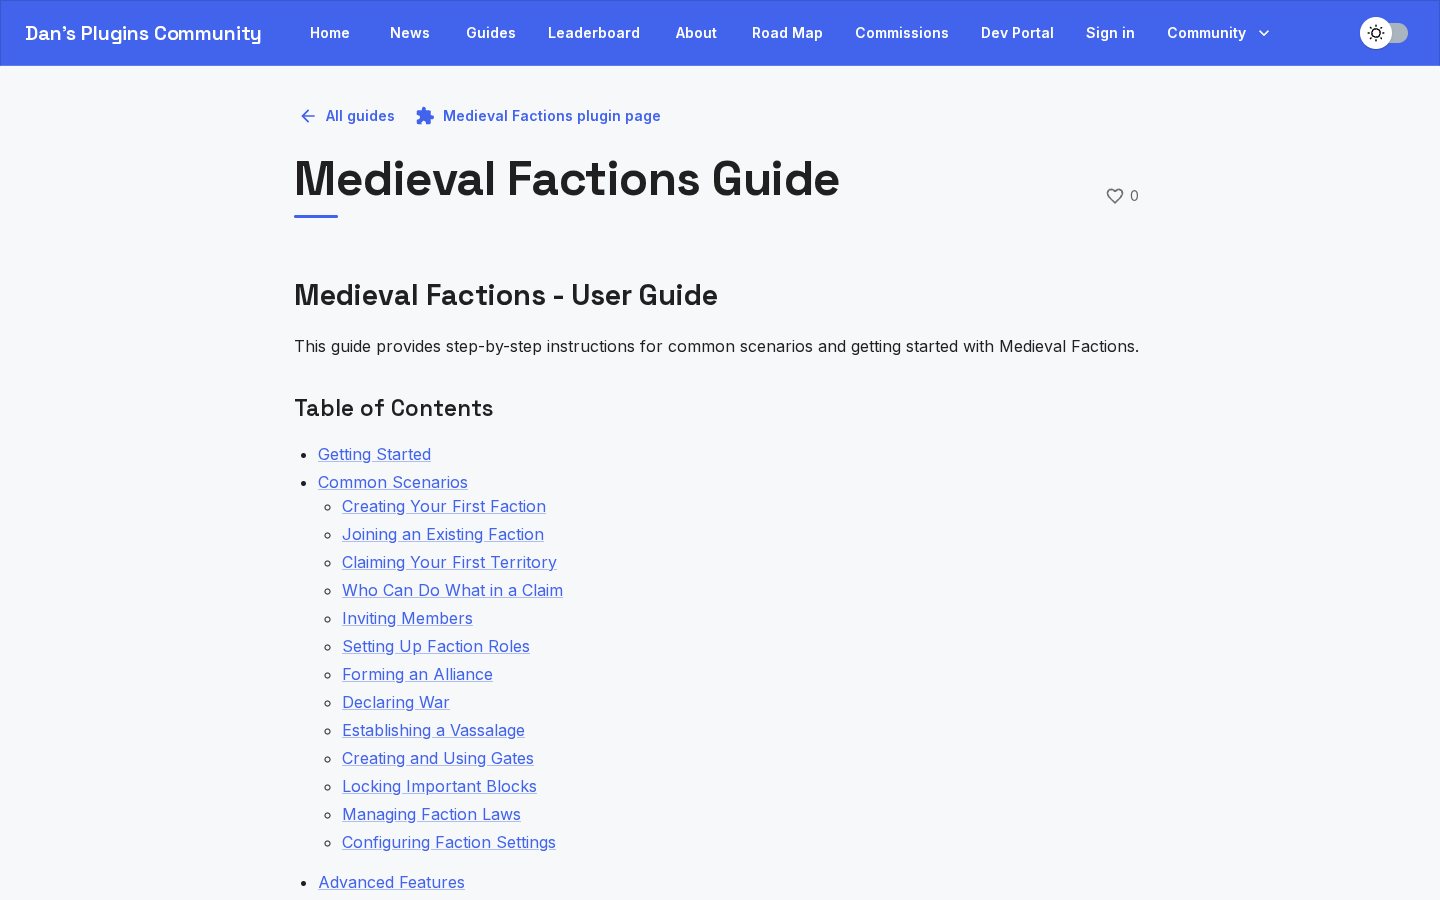 Dan's Plugins Community Home News Guides Leaderboard About Road Map Commissions Dev Portal Sign in Community
All guides Medieval Factions plugin page
Medieval Factions Guide
0
Medieval Factions - User Guide
This guide provides step-by-step instructions for common scenarios and getting started with Medieval Factions.
Table of Contents
Getting Started
Common Scenarios
Creating Your First Faction
Joining an Existing Faction
Claiming Your First Territory
Who Can Do What in a Claim
Inviting Members
Setting Up Faction Roles
Forming an Alliance
Declaring War
Establishing a Vassalage
Creating and Using Gates
Locking Important Blocks
Managing Faction Laws
Configuring Faction Settings
Advanced Features